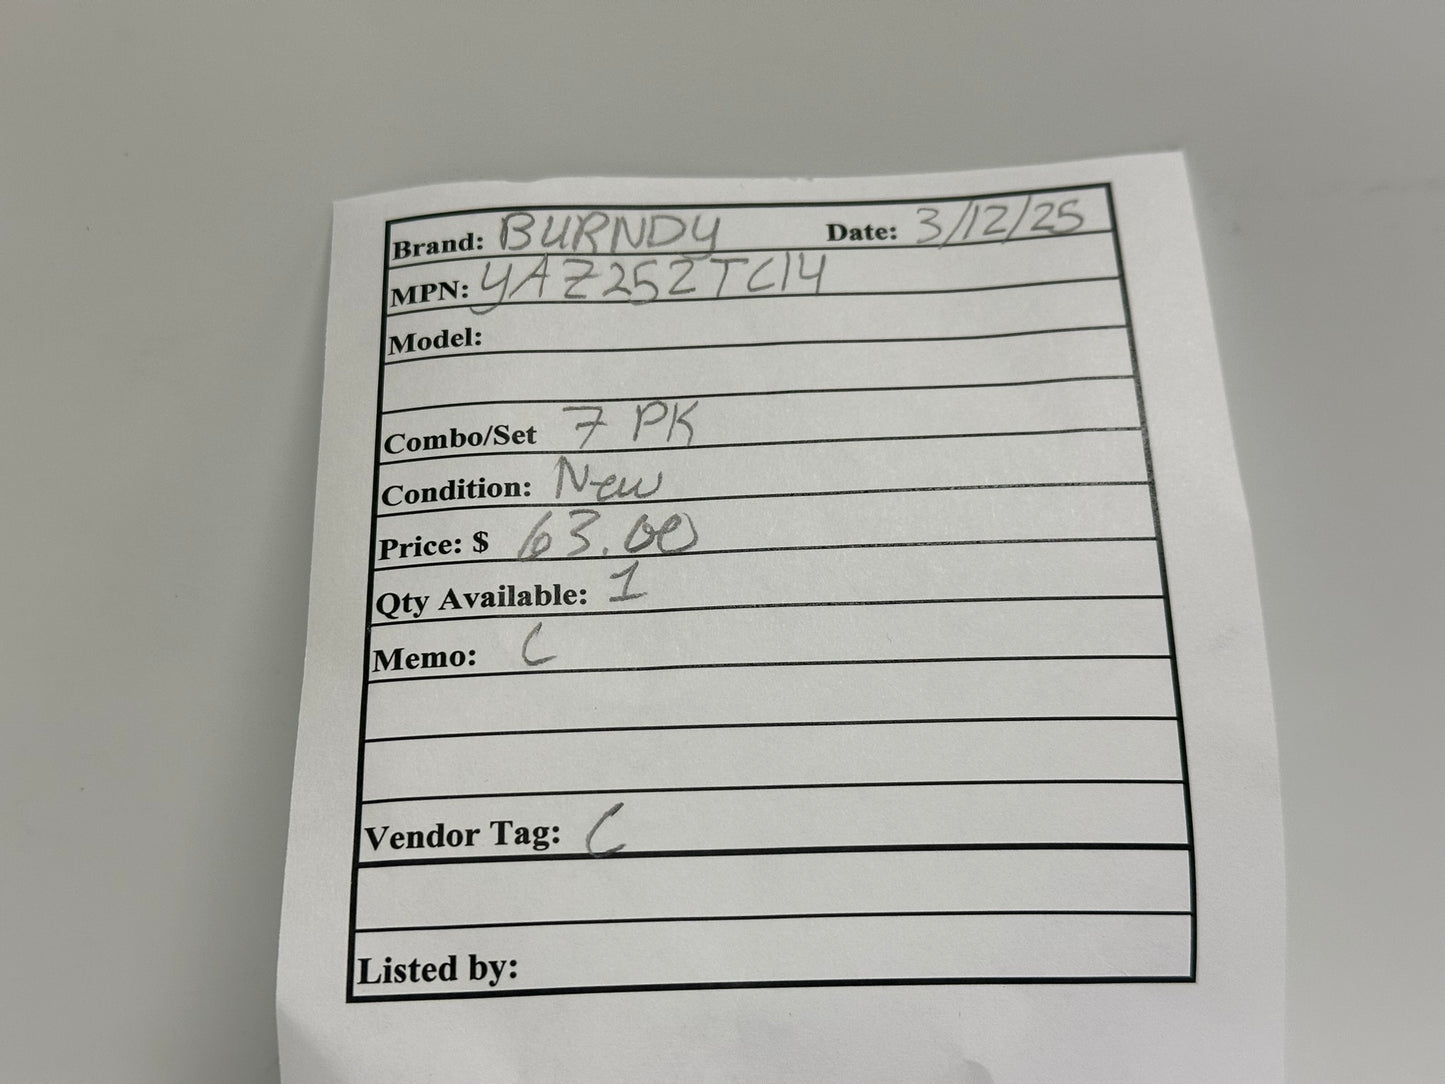 Brand: BURNDY Date: 3/12/25
MPN: YAZ252TC14
Model:
Combo/Set 7 PK
Condition: New
Price: $ 63.00
Qty Available: 1
Memo: C
Vendor Tag: C
Listed by: